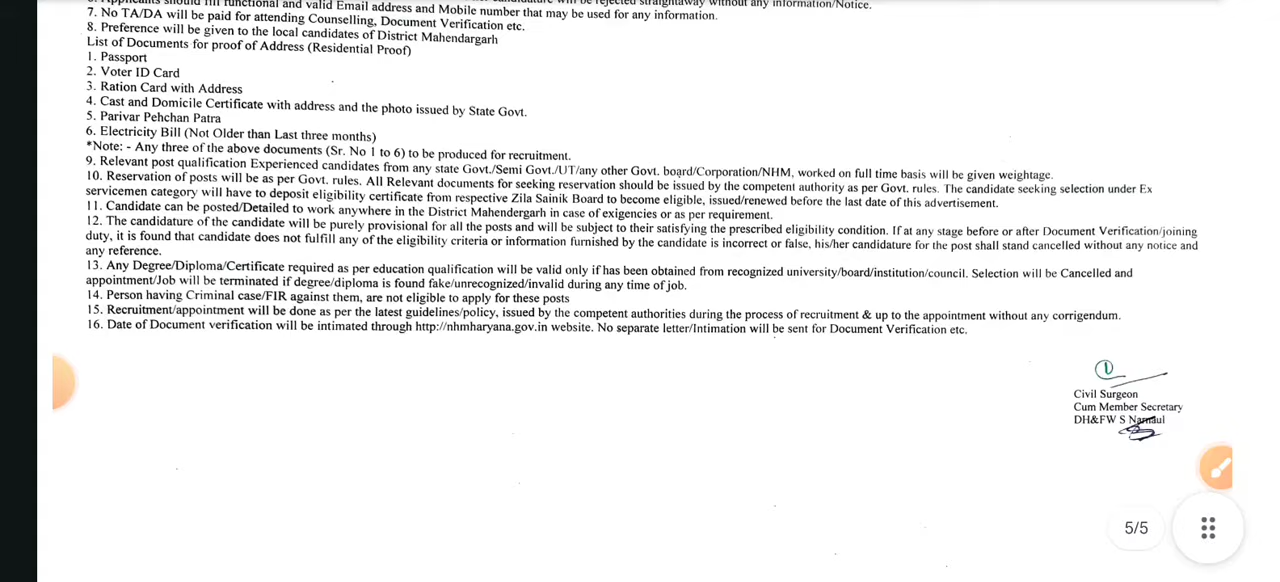 functional and valid Email address and Mobile number that may be used for any information.
7. No TA/DA will be paid for attending Counselling, Document Verification etc.
8. Preference will be given to the local candidates of District Mahendargarh
List of Documents for proof of Address (Residential Proof)
1. Passport
2. Voter ID Card
3. Ration Card with Address
4. Cast and Domicile Certificate with address and the photo issued by State Govt.
5. Parivar Pehchan Patra
6. Electricity Bill (Not Older than Last three months)
*Note: - Any three of the above documents (Sr. No 1 to 6) to be produced for recruitment.
9. Relevant post qualification Experienced candidates from any state Govt./Semi Govt./UT/any other Govt. board/Corporation/NHM, worked on full time basis will be given weightage.
10. Reservation of posts will be as per Govt. rules. All Relevant documents for seeking reservation should be issued by the competent authority as per Govt. rules. The candidate seeking selection under Ex
servicemen category will have to deposit eligibility certificate from respective Zila Sainik Board to become eligible, issued/renewed before the last date of this advertisement.
11. Candidate can be posted/Detailed to work anywhere in the District Mahendergarh in case of exigencies or as per requirement.
12. The candidature of the candidate will be purely provisional for all the posts and will be subject to their satisfying the prescribed eligibility condition. If at any stage before or after Document Verification/joining
duty, it is found that candidate does not fulfill any of the eligibility criteria or information furnished by the candidate is incorrect or false, his/her candidature for the post shall stand cancelled without any notice and
any reference.
13. Any Degree/Diploma/Certificate required as per education qualification will be valid only if has been obtained from recognized university/board/institution/council. Selection will be Cancelled and
appointment/Job will be terminated if degree/diploma is found fake/unrecognized/invalid during any time of job.
14. Person having Criminal case/FIR against them, are not eligible to apply for these posts
15. Recruitment/appointment will be done as per the latest guidelines/policy, issued by the competent authorities during the process of recruitment & up to the appointment without any corrigendum.
16. Date of Document verification will be intimated through http://nhmharyana.gov.in website. No separate letter/Intimation will be sent for Document Verification etc.
Civil Surgeon
Cum Member Secretary
DH&FW S Narnaul
5/5